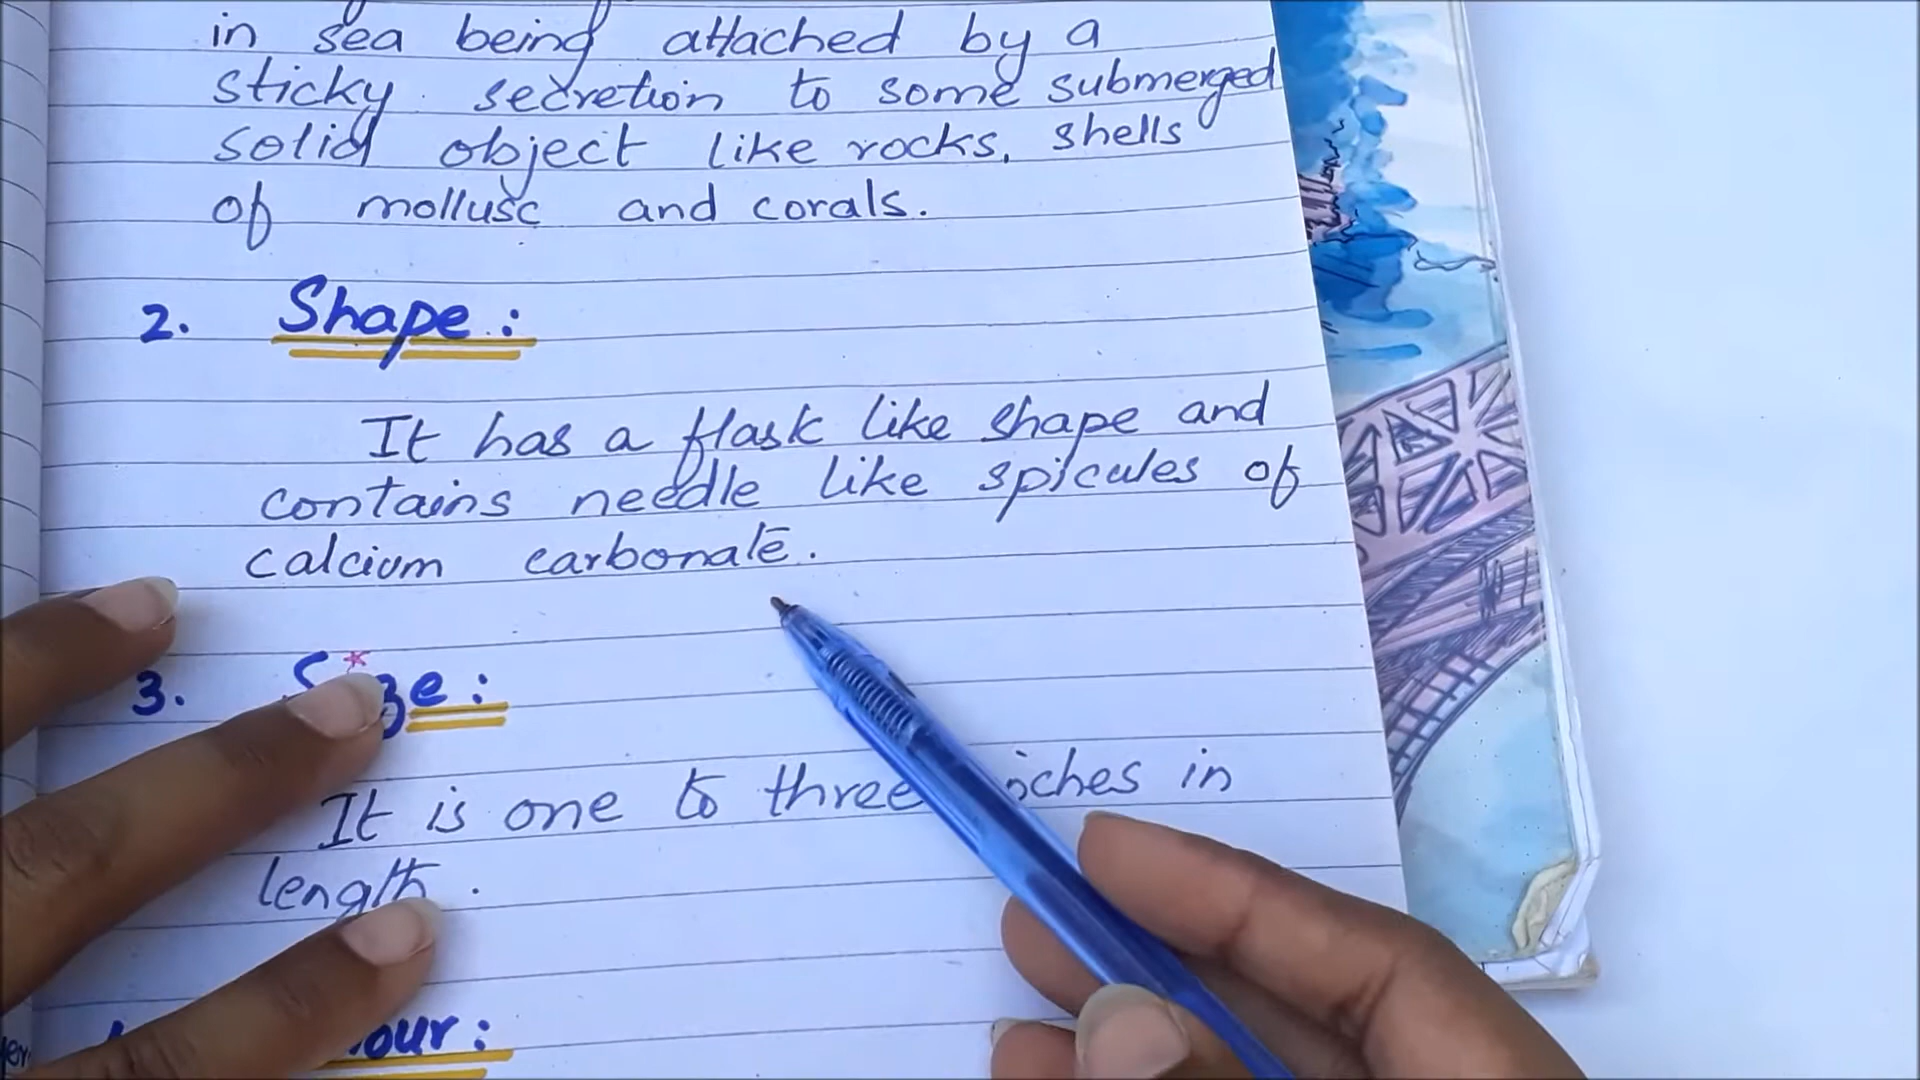 in sea being attached by a
sticky secretion to some submerged
solid object like rocks, shells
of mollusc and corals.
2. Shape :
It has a flask like shape and
contains needle like spicules of
calcium carbonate.
3.
It is one to three in
length.